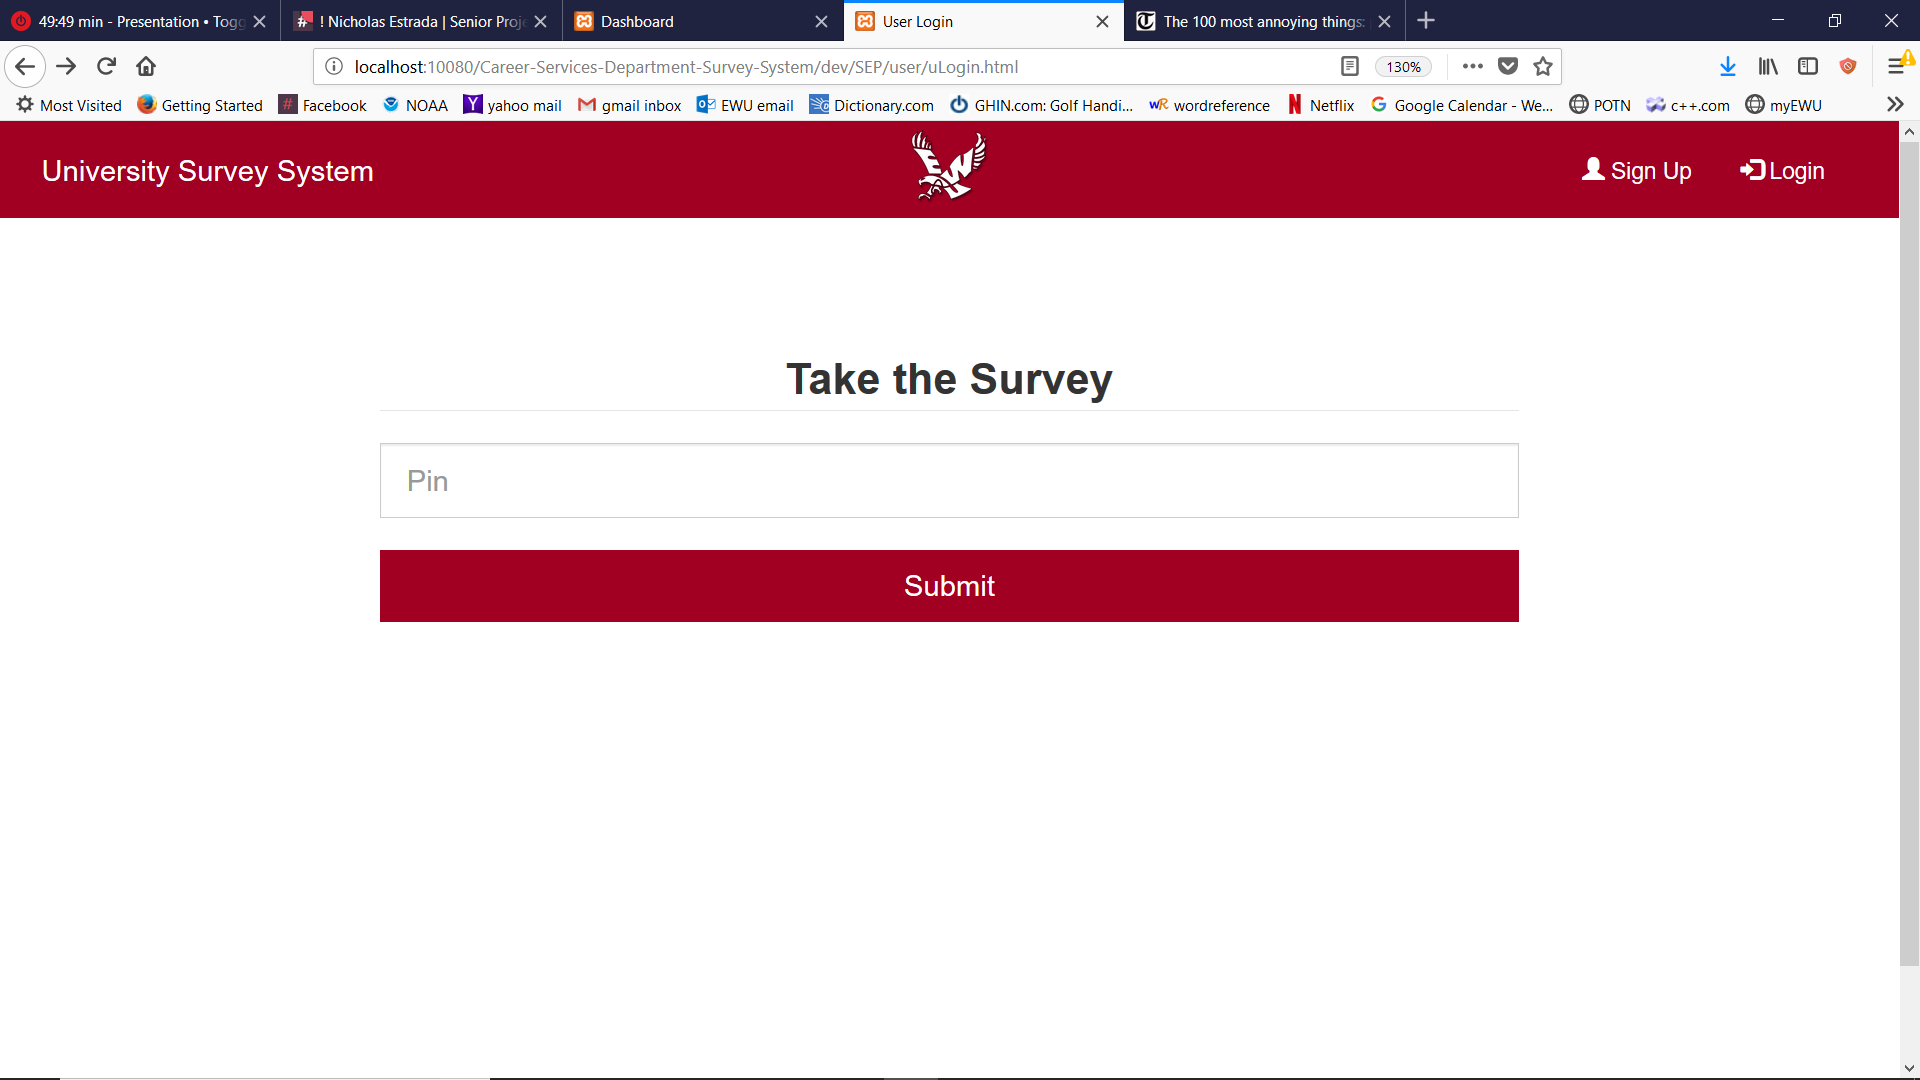 49:49 min - Presentation • Togg
! Nicholas Estrada | Senior Proje
Dashboard
User Login
The 100 most annoying things:
localhost:10080/Career-Services-Department-Survey-System/dev/SEP/user/uLogin.html
130%
Most Visited
Getting Started
Facebook
NOAA
yahoo mail
gmail inbox
EWU email
Dictionary.com
GHIN.com: Golf Handi...
wordreference
Netflix
Google Calendar - We...
POTN
c++.com
myEWU
University Survey System
EWU
Sign Up
Login
Take the Survey
Pin
Submit